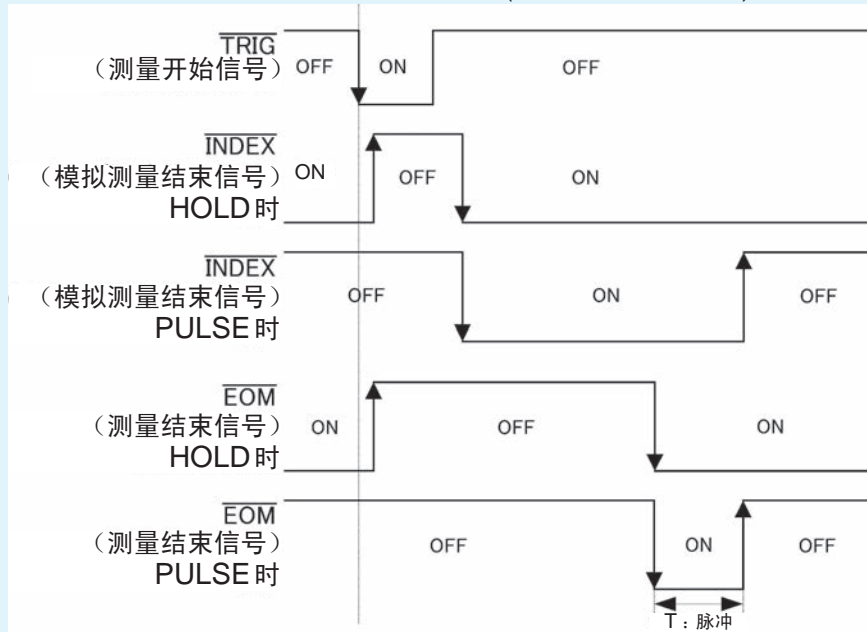 TRIG
（测量开始信号） OFF ON OFF
INDEX
（模拟测量结束信号） ON OFF ON
HOLD时
INDEX
（模拟测量结束信号） OFF ON OFF
PULSE时
EOM
（测量结束信号） ON OFF ON
HOLD时
EOM
（测量结束信号） OFF ON OFF
PULSE时
T：脉冲